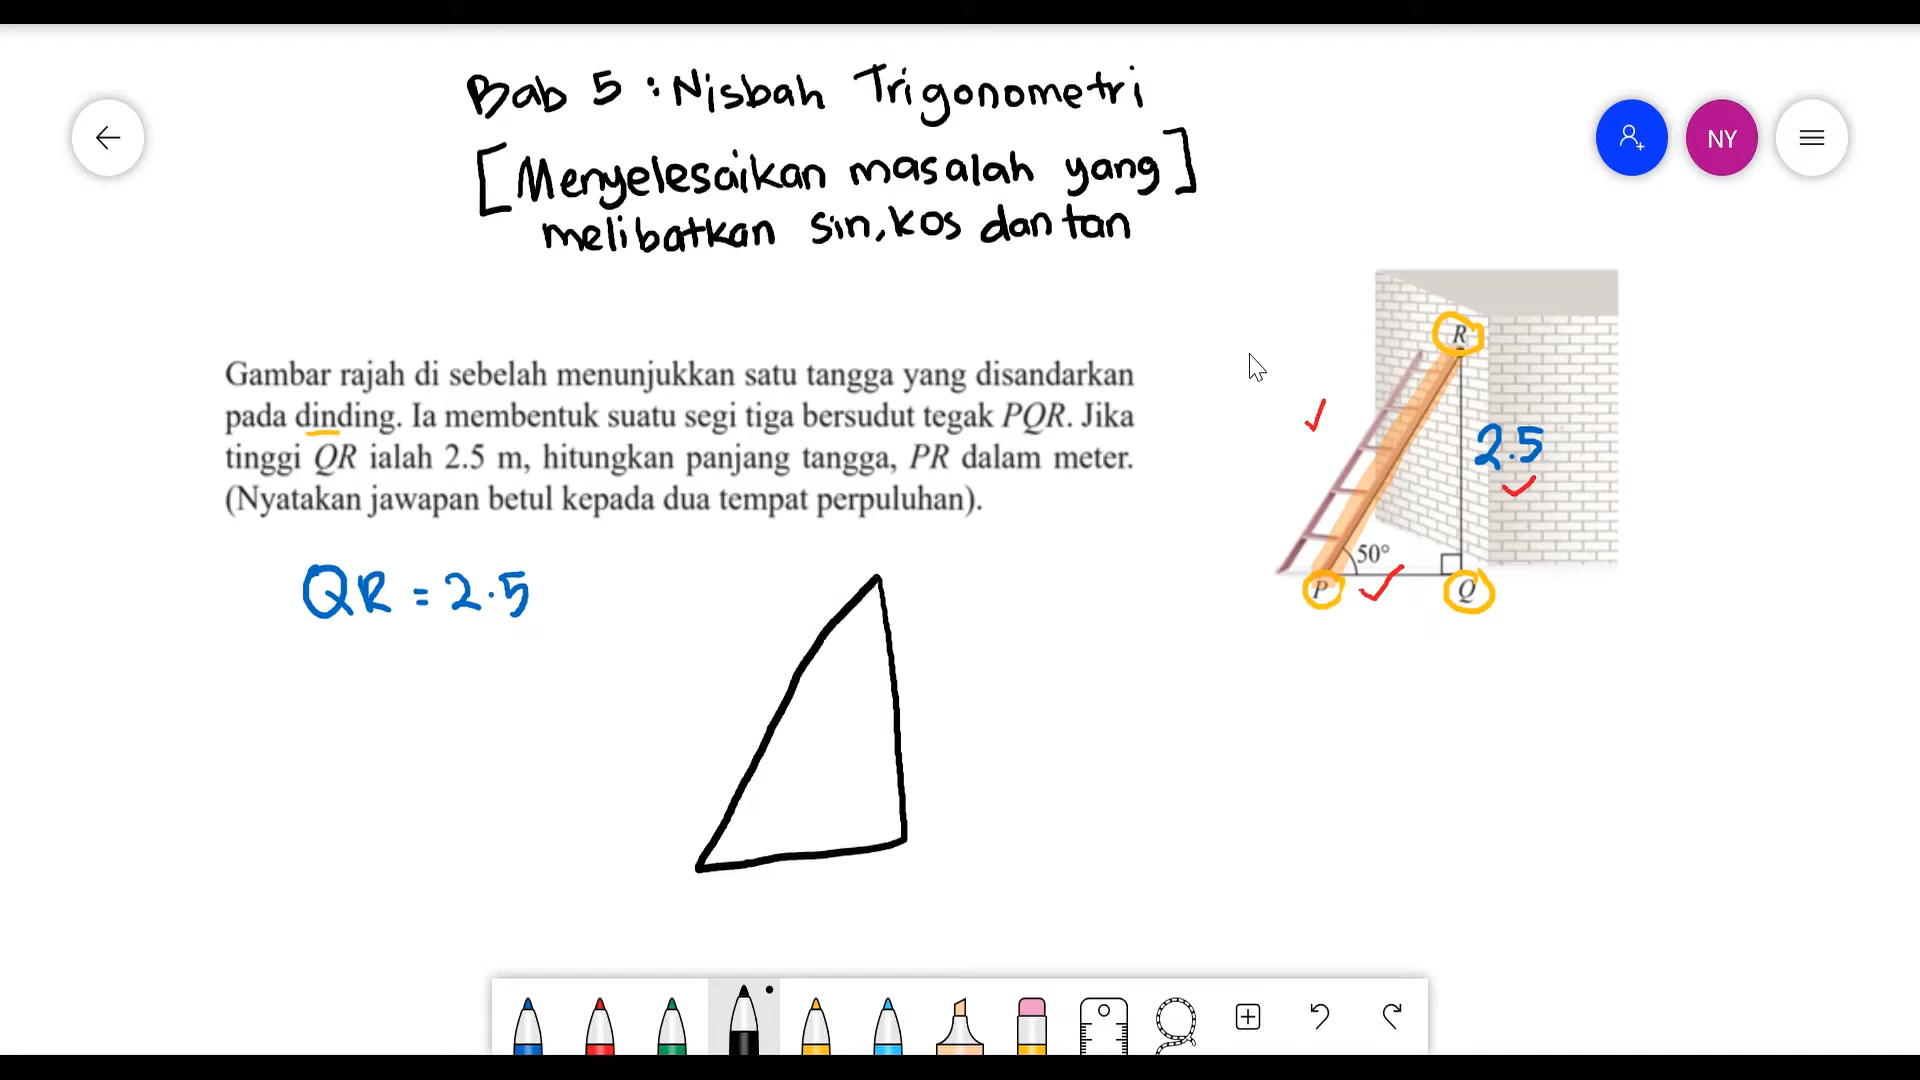 Bab 5 : Nisbah Trigonometri
[Menyelesaikan masalah yang]
melibatkan sin, kos dan tan
NY
Gambar rajah di sebelah menunjukkan satu tangga yang disandarkan
pada dinding. Ia membentuk suatu segi tiga bersudut tegak PQR. Jika
tinggi QR ialah 2.5 m, hitungkan panjang tangga, PR dalam meter.
(Nyatakan jawapan betul kepada dua tempat perpuluhan).
R
2.5
50°
P
Q
QR = 2.5